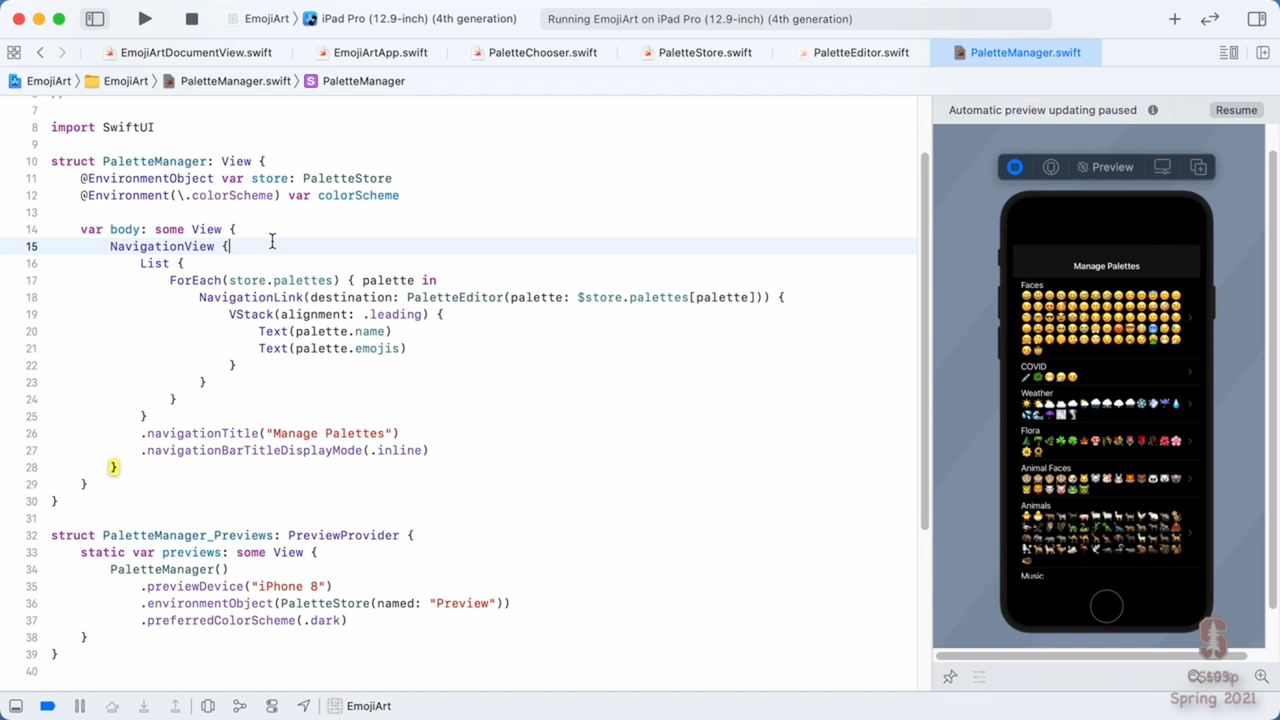 EmojiArt 〉 iPad Pro (12.9-inch) (4th generation)
Running EmojiArt on iPad Pro (12.9-inch) (4th generation)
EmojiArtDocumentView.swift
EmojiArtApp.swift
PaletteChooser.swift
PaletteStore.swift
PaletteEditor.swift
PaletteManager.swift
EmojiArt 〉 EmojiArt 〉 PaletteManager.swift 〉 S PaletteManager
7
8 import SwiftUI
9
10 struct PaletteManager: View {
11 @EnvironmentObject var store: PaletteStore
12 @Environment(\.colorScheme) var colorScheme
13
14 var body: some View {
15 NavigationView {
16 List {
17 ForEach(store.palettes) { palette in
18 NavigationLink(destination: PaletteEditor(palette: $store.palettes[palette])) {
19 VStack(alignment: .leading) {
20 Text(palette.name)
21 Text(palette.emojis)
22 }
23 }
24 }
25 }
26 .navigationTitle("Manage Palettes")
27 .navigationBarTitleDisplayMode(.inline)
28 }
29 }
30 }
31
32 struct PaletteManager_Previews: PreviewProvider {
33 static var previews: some View {
34 PaletteManager()
35 .previewDevice("iPhone 8")
36 .environmentObject(PaletteStore(named: "Preview"))
37 .preferredColorScheme(.dark)
38 }
39 }
40
Automatic preview updating paused
Resume
Preview
Manage Palettes
Faces
COVID
Weather
Flora
Animal Faces
Animals
Music
EmojiArt
Spring 2021